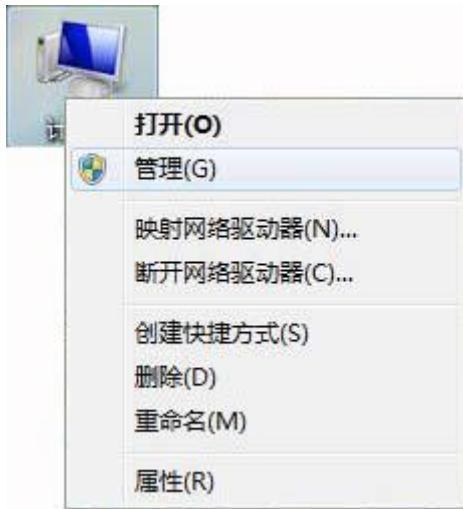 打开(O)
管理(G)
映射网络驱动器(N)...
断开网络驱动器(C)...
创建快捷方式(S)
删除(D)
重命名(M)
属性(R)